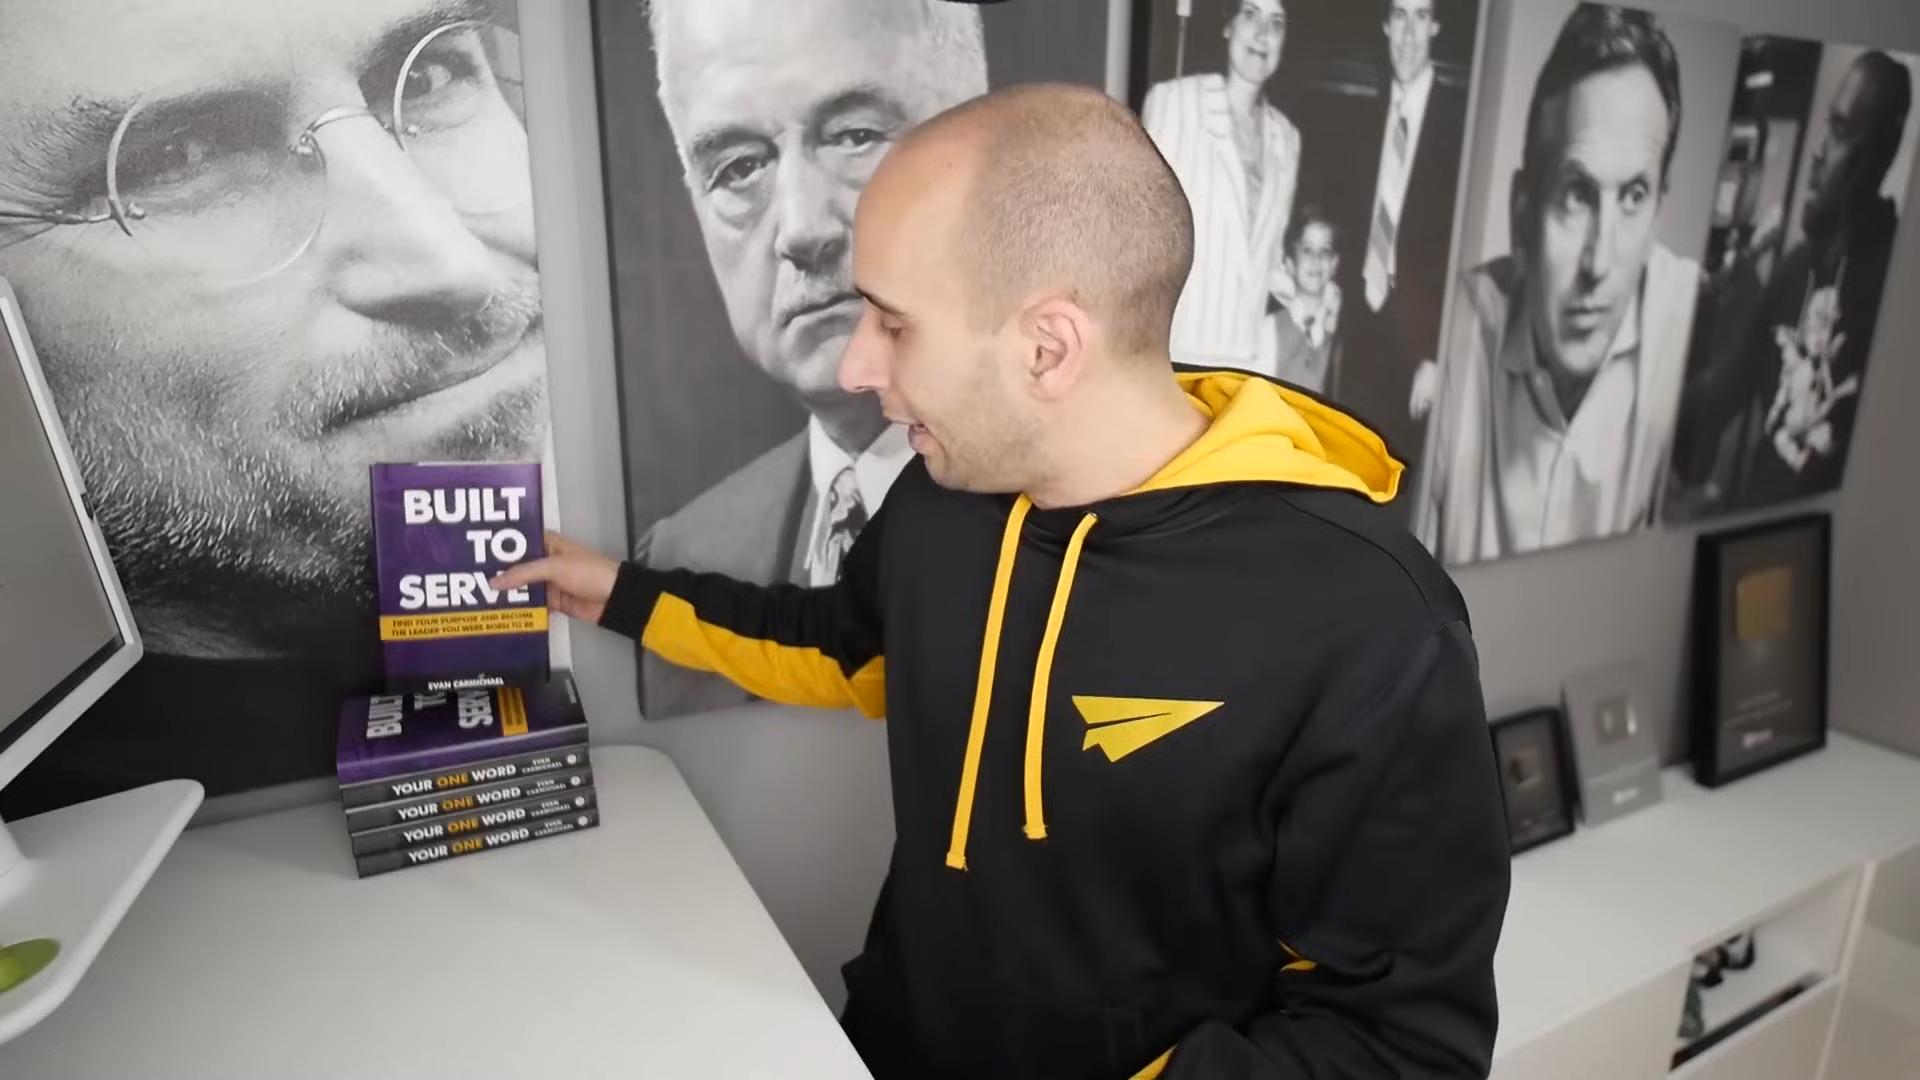 BUILT
TO
SERVE
FIND YOUR PURPOSE AND BECOME
THE LEADER YOU WERE BORN TO BE
EVAN CARMICHAEL
BUILT
TO
SERV
YOUR ONE WORD EVAN CARMICHAEL
YOUR ONE WORD EVAN CARMICHAEL
YOUR ONE WORD EVAN CARMICHAEL
YOUR ONE WORD EVAN CARMICHAEL